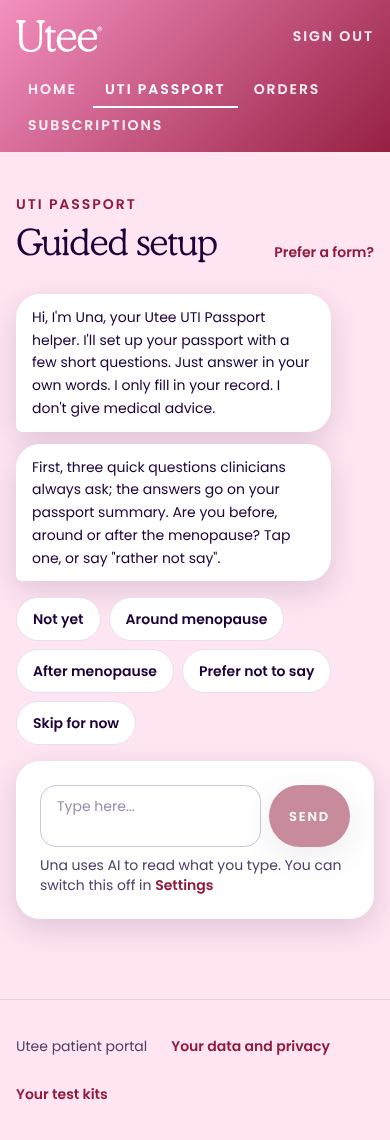 Utee®
SIGN OUT
HOME
UTI PASSPORT
ORDERS
SUBSCRIPTIONS
UTI PASSPORT
Guided setup
Prefer a form?
Hi, I'm Una, your Utee UTI Passport
helper. I'll set up your passport with a
few short questions. Just answer in your
own words. I only fill in your record. I
don't give medical advice.
First, three quick questions clinicians
always ask; the answers go on your
passport summary. Are you before,
around or after the menopause? Tap
one, or say "rather not say".
Not yet
Around menopause
After menopause
Prefer not to say
Skip for now
Type here...
SEND
Una uses AI to read what you type. You can
switch this off in Settings
Utee patient portal
Your data and privacy
Your test kits